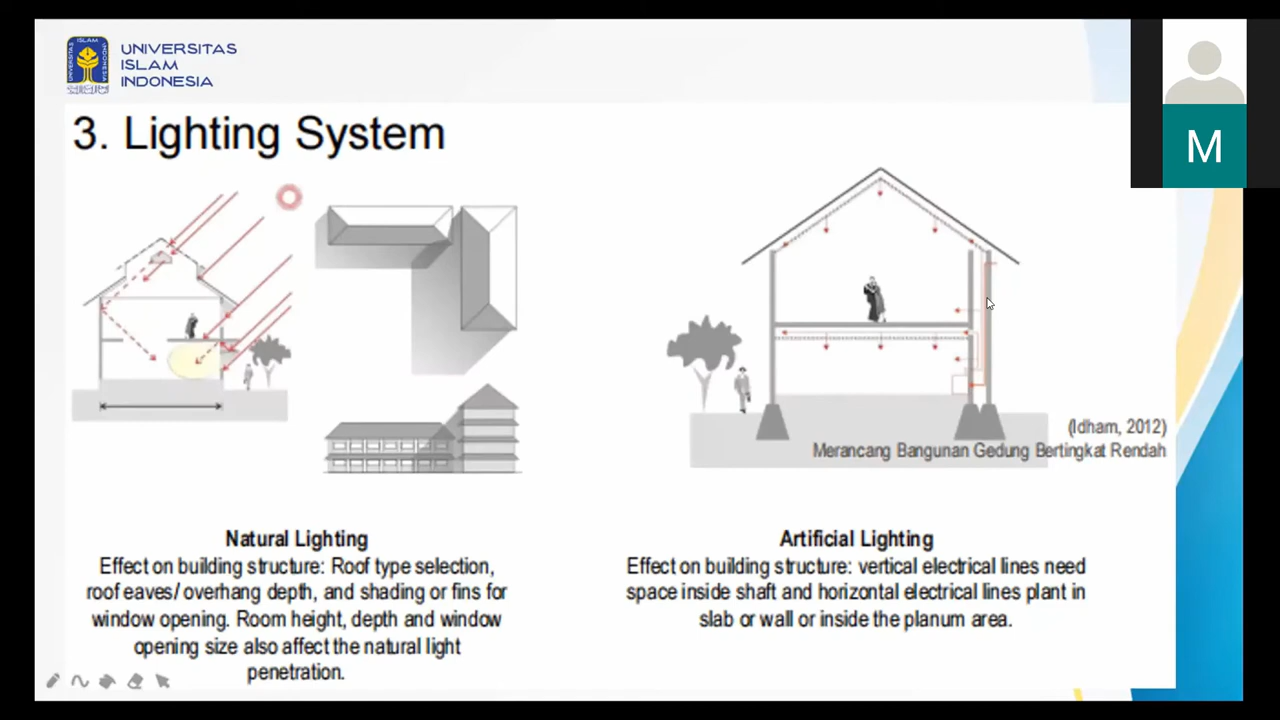 UNIVERSITAS
ISLAM
INDONESIA
3. Lighting System
M
(Idham, 2012)
Merancang Bangunan Gedung Bertingkat Rendah
Natural Lighting
Effect on building structure: Roof type selection,
roof eaves/ overhang depth, and shading or fins for
window opening. Room height, depth and window
opening size also affect the natural light
penetration.
Artificial Lighting
Effect on building structure: vertical electrical lines need
space inside shaft and horizontal electrical lines plant in
slab or wall or inside the planum area.